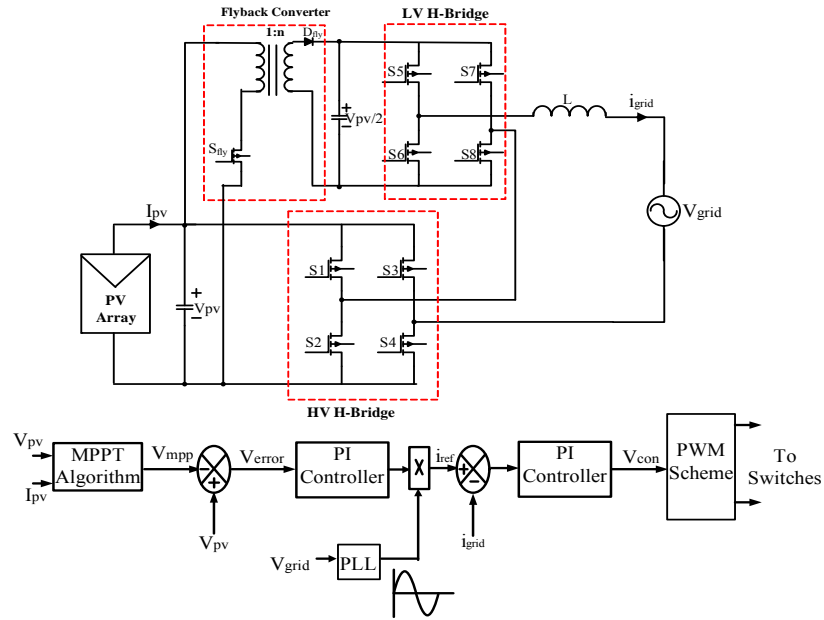 Flyback Converter
1:n
Dfly
LV H-Bridge
S5
S7
Vpv/2
S6
S8
L
igrid
Sfly
Vgrid
Ipv
PV
Array
Vpv
S1
S3
S2
S4
HV H-Bridge
Vpv
Ipv
MPPT
Algorithm
Vmpp
Verror
Vpv
PI
Controller
X
iref
igrid
PI
Controller
Vcon
PWM
Scheme
To
Switches
Vgrid
PLL